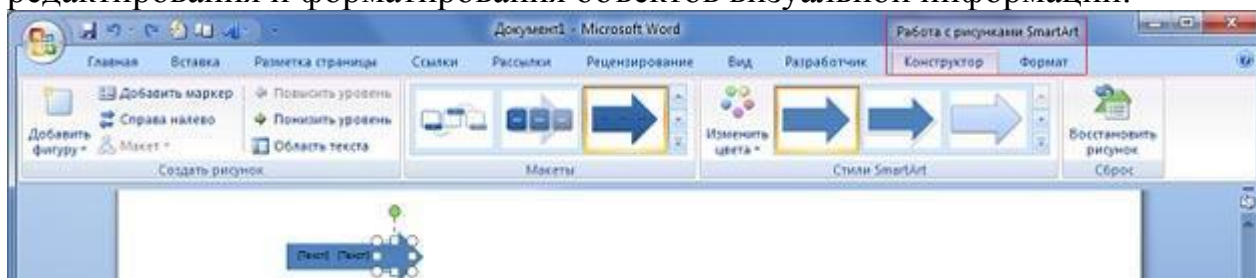 редактирования и форматирования объектов визуальной информации.
Документ1 - Microsoft Word
Работа с рисунками SmartArt
Главная Вставка Разметка страницы Ссылки Рассылки Рецензирование Вид Разработчик Конструктор Формат
Добавить фигуру
Добавить маркер
Справа налево
Макет
Повысить уровень
Понизить уровень
Область текста
Изменить цвета
Восстановить рисунок
Создать рисунок
Макеты
Стили SmartArt
Сброс
[Текст] [Текст]